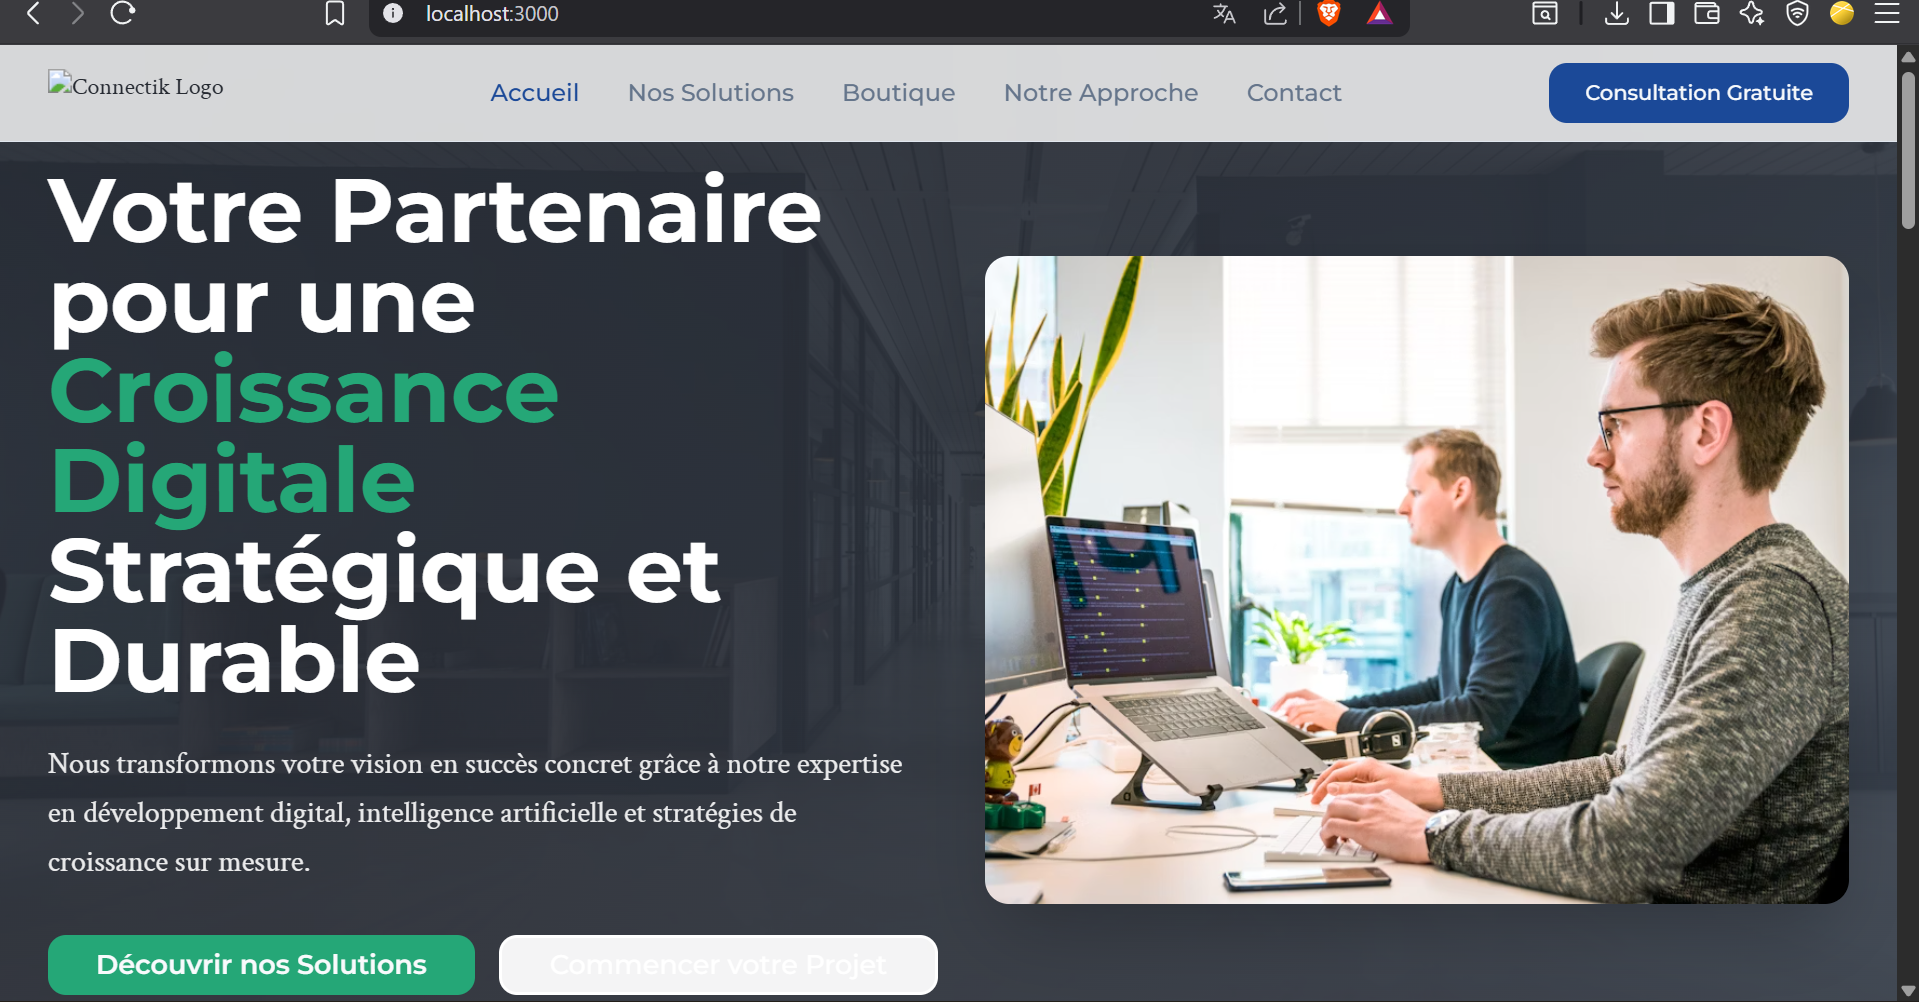 localhost:3000
Connectik Logo
Accueil
Nos Solutions
Boutique
Notre Approche
Contact
Consultation Gratuite
Votre Partenaire
pour une
Croissance
Digitale
Stratégique et
Durable
Nous transformons votre vision en succès concret grâce à notre expertise
en développement digital, intelligence artificielle et stratégies de
croissance sur mesure.
Découvrir nos Solutions
Commencer votre Projet